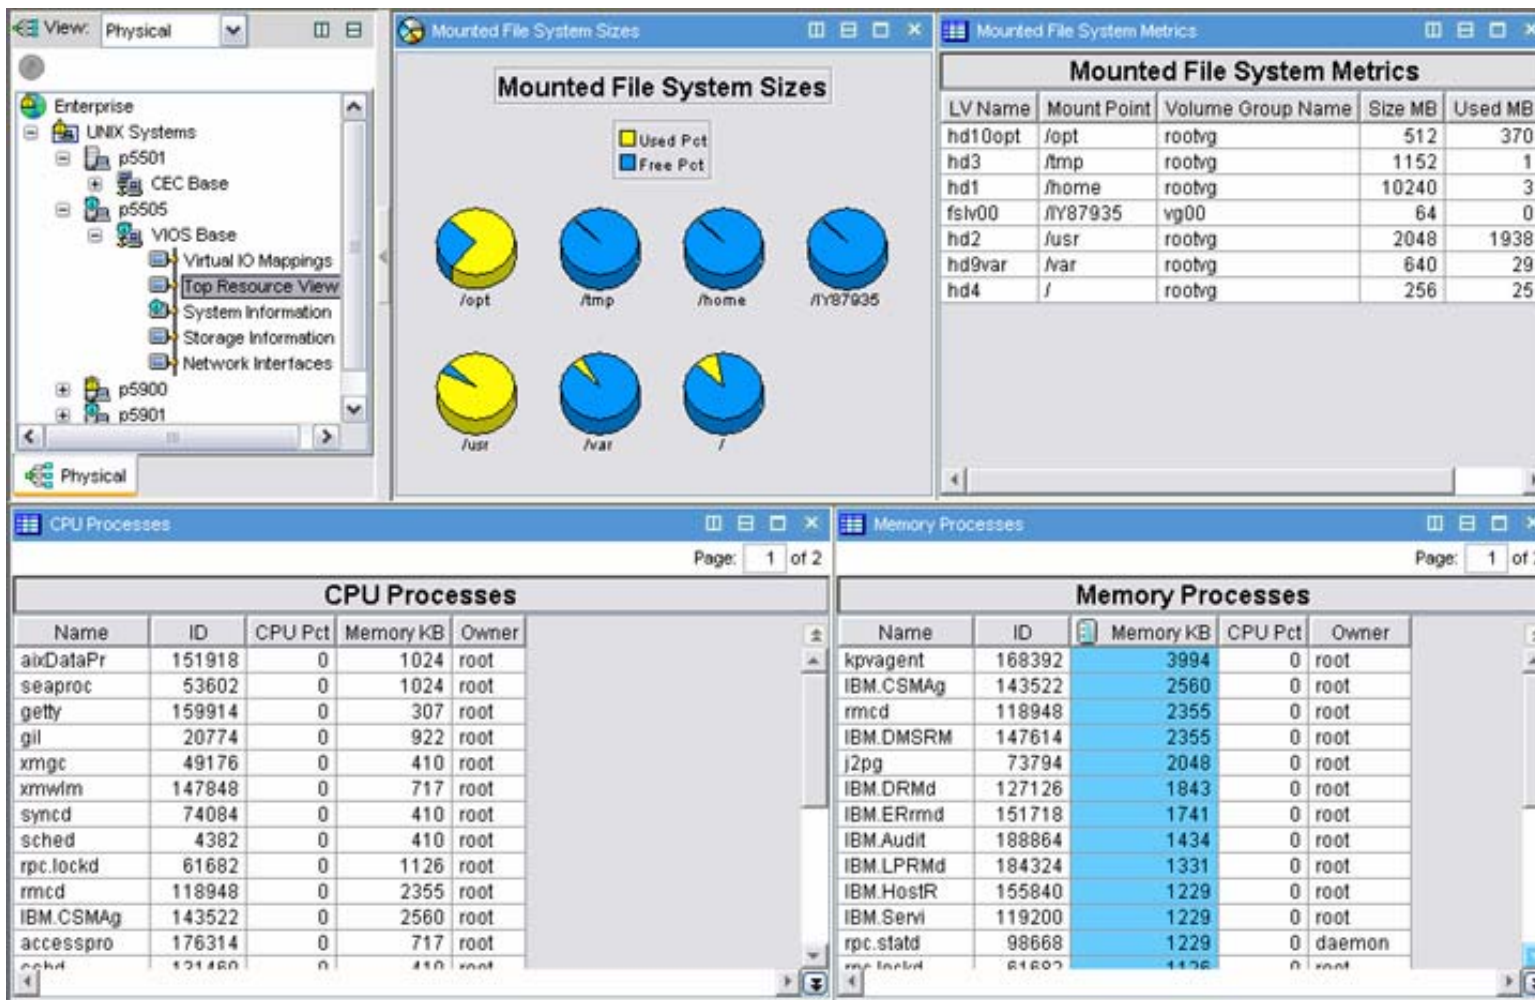 View: Physical
Enterprise
UNIX Systems
p5501
CEC Base
p5505
VIOS Base
Virtual IO Mappings
Top Resource View
System Information
Storage Information
Network Interfaces
p5900
p5901
Physical
Mounted File System Sizes
Mounted File System Sizes
Used Pct
Free Pct
/opt /tmp /home /IY87935
/usr /var /
Mounted File System Metrics
Mounted File System Metrics
LV Name Mount Point Volume Group Name Size MB Used MB
hd10opt /opt rootvg 512 370
hd3 /tmp rootvg 1152 1
hd1 /home rootvg 10240 3
fslv00 /IY87935 vg00 64 0
hd2 /usr rootvg 2048 1938
hd9var /var rootvg 640 29
hd4 / rootvg 256 25
CPU Processes
Page: 1 of 2
CPU Processes
Name ID CPU Pct Memory KB Owner
aixDataPr 151918 0 1024 root
seaproc 53602 0 1024 root
getty 159914 0 307 root
gil 20774 0 922 root
xmgc 49176 0 410 root
xmwlm 147848 0 717 root
syncd 74084 0 410 root
sched 4382 0 410 root
rpc.lockd 61682 0 1126 root
rmcd 118948 0 2355 root
IBM.CSMAg 143522 0 2560 root
accesspro 176314 0 717 root
0 410 root
Memory Processes
Page: 1 of
Memory Processes
Name ID Memory KB CPU Pct Owner
kpvagent 168392 3994 0 root
IBM.CSMAg 143522 2560 0 root
rmcd 118948 2355 0 root
IBM.DMSRM 147614 2355 0 root
j2pg 73794 2048 0 root
IBM.DRMd 127126 1843 0 root
IBM.ERrmd 151718 1741 0 root
IBM.Audit 188864 1434 0 root
IBM.LPRMd 184324 1331 0 root
IBM.HostR 155840 1229 0 root
IBM.Servi 119200 1229 0 root
rpc.statd 98668 1229 0 daemon
rpc.lockd 61682 1126 0 root